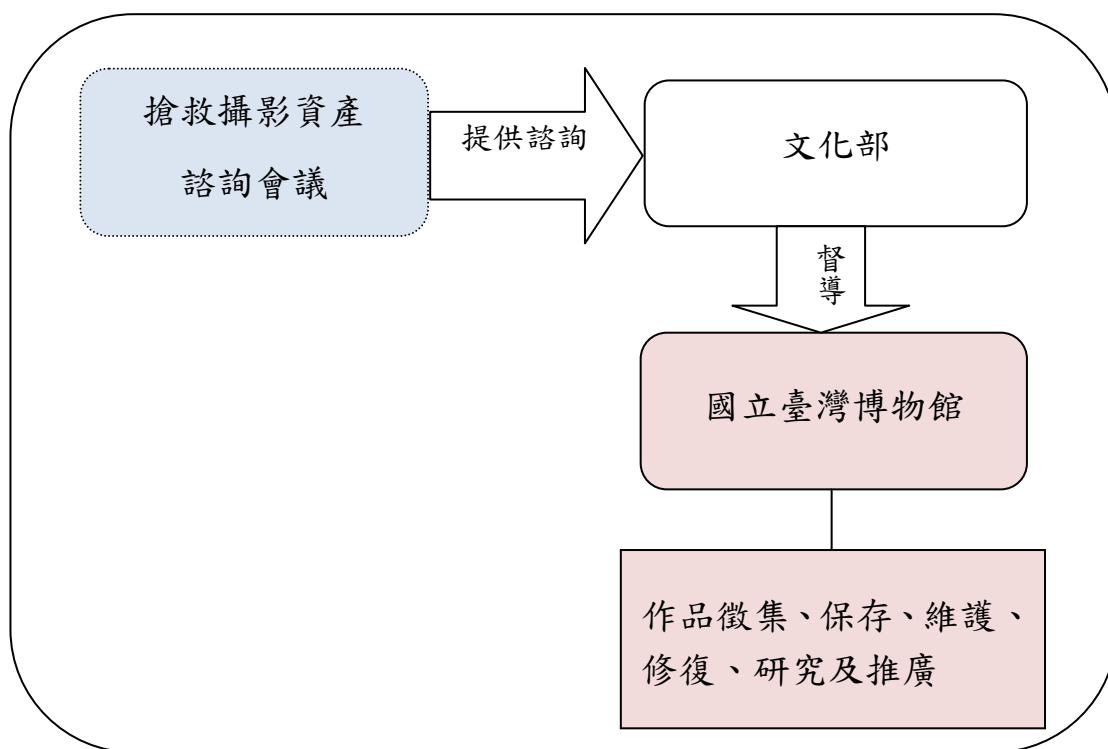 搶救攝影資產
諮詢會議
提供諮詢
文化部
督導
國立臺灣博物館
作品徵集、保存、維護、
修復、研究及推廣